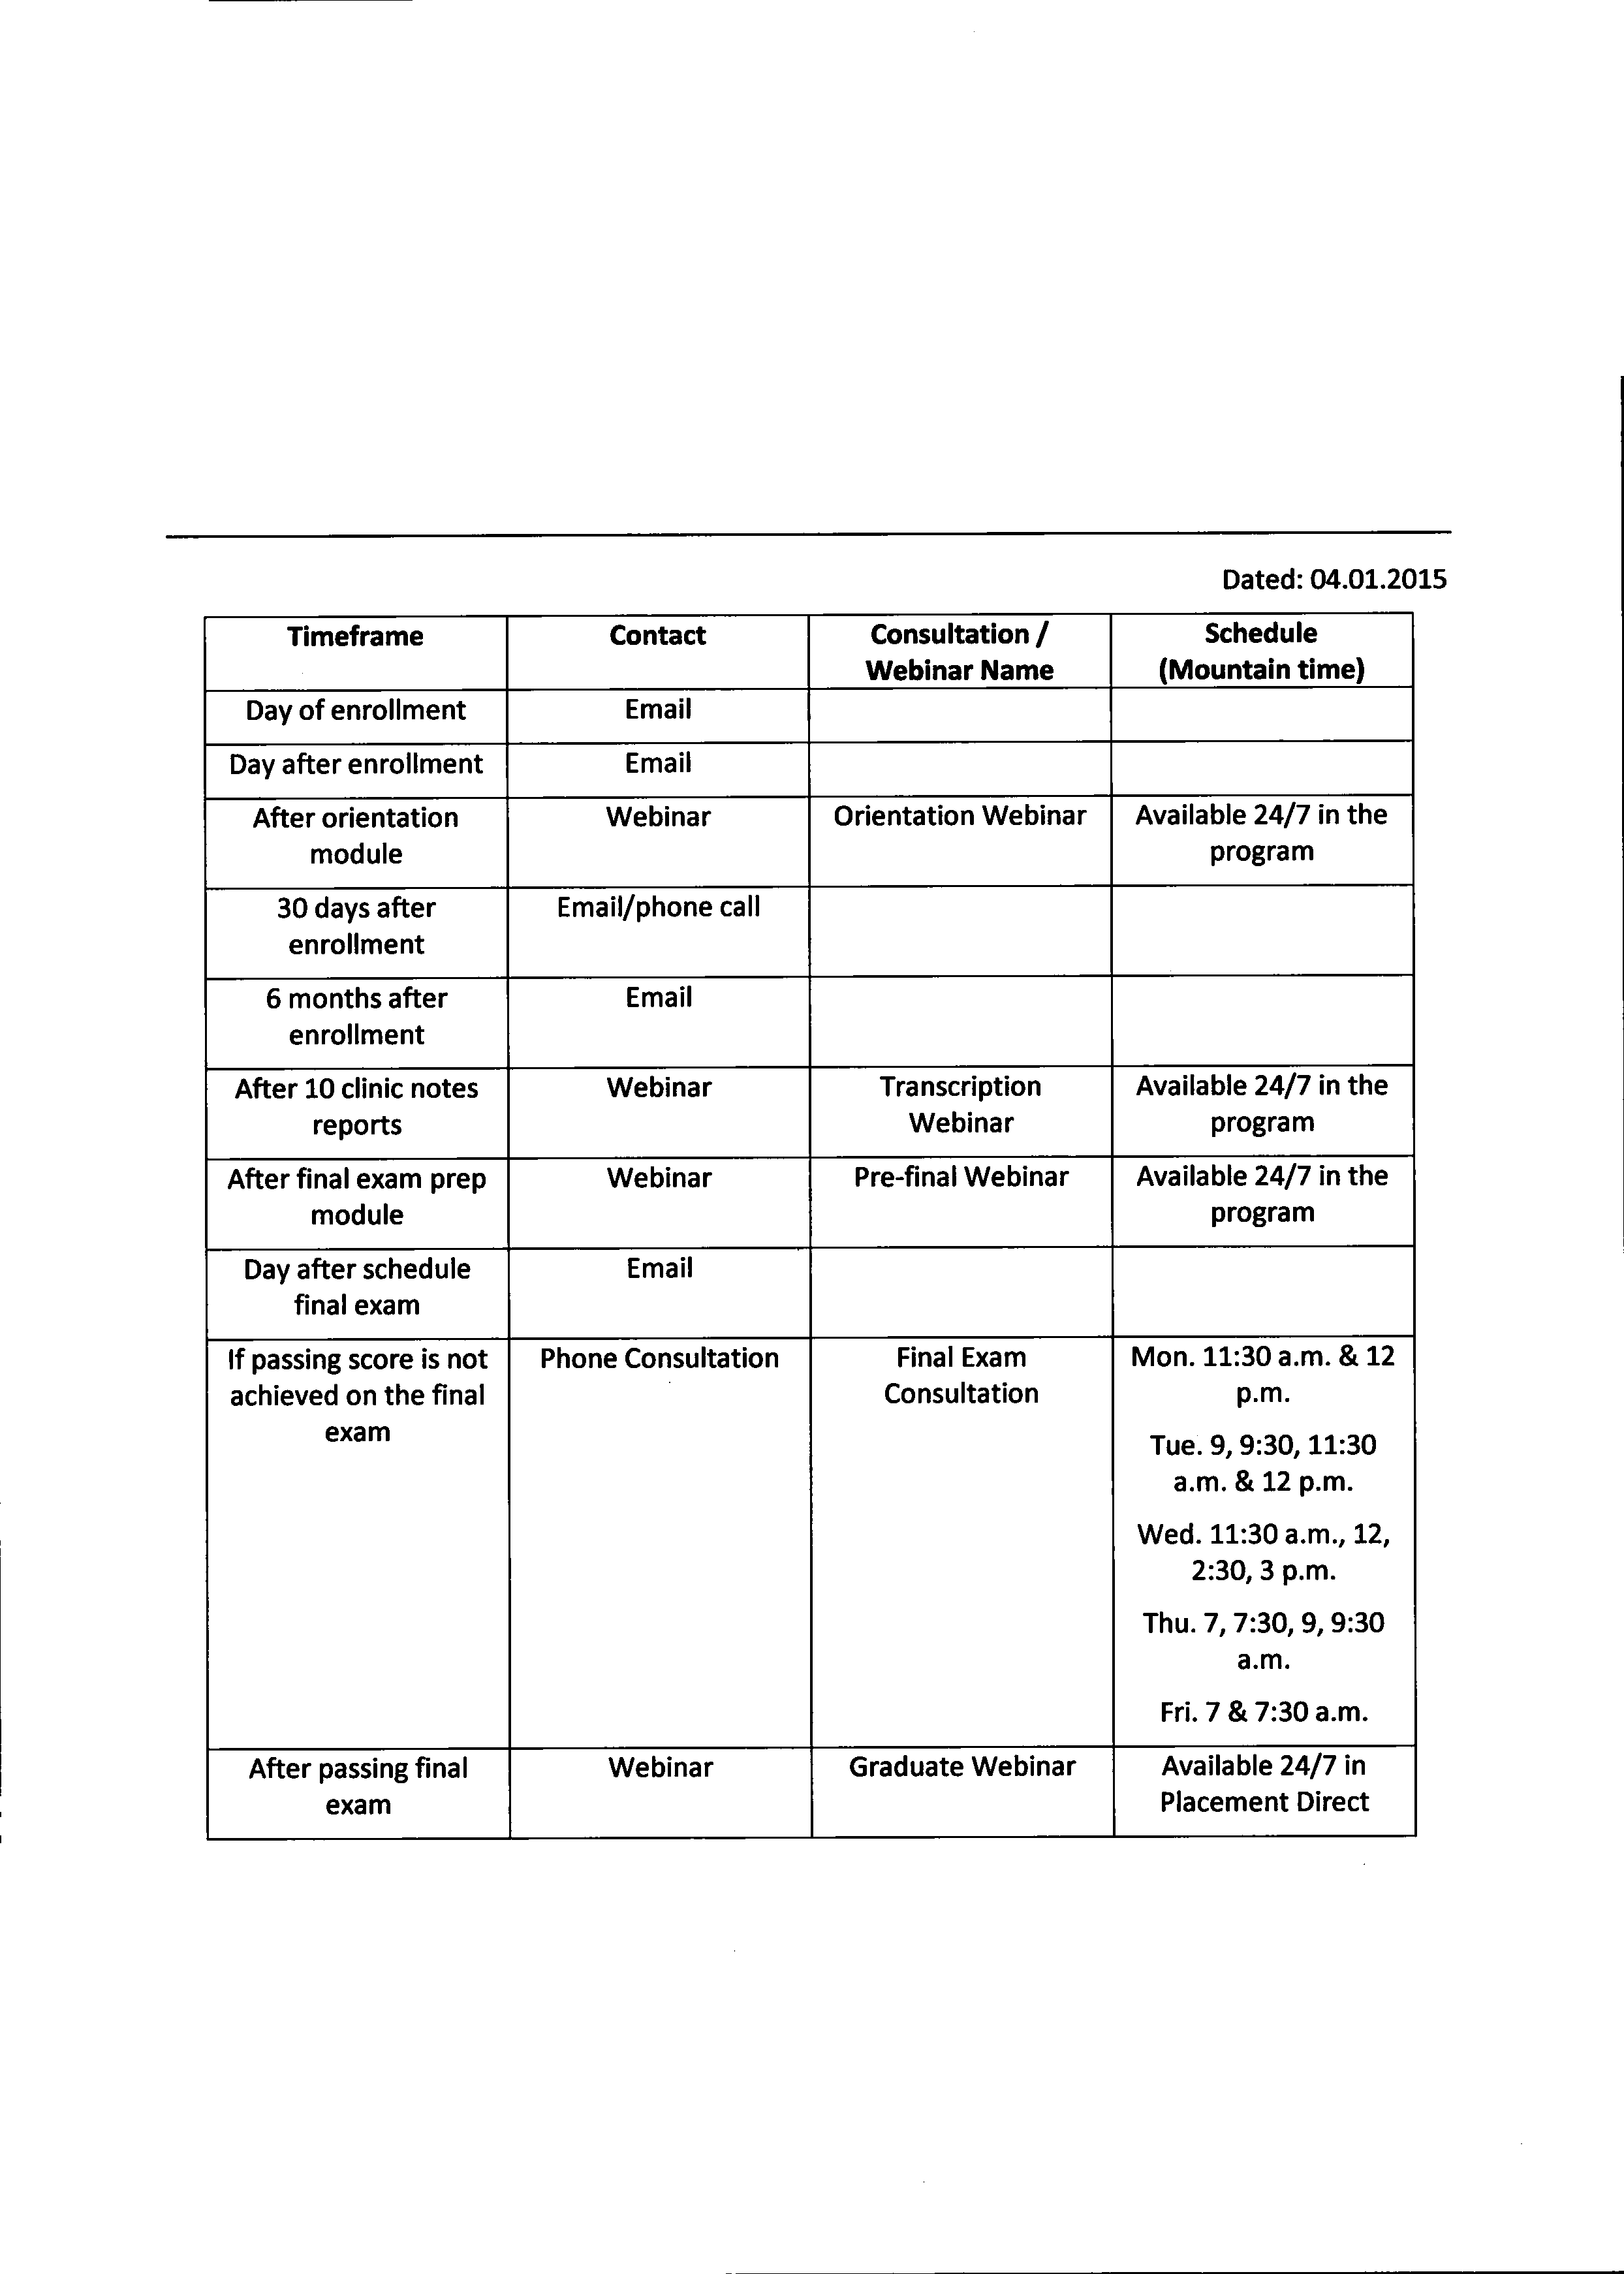 Dated: 04.01.2015
Timeframe Contact Consultation / Schedule
Webinar Name (Mountain time)
Day of enrollment Email
Day after enrollment Email
After orientation Webinar Orientation Webinar Available 24/7 in the
module program
30 days after Email/phone call
enrollment
6 months after Email
enrollment
After 10 clinic notes Webinar Transcription Available 24/7 in the
reports Webinar program
After final exam prep Webinar Pre-final Webinar Available 24/7 in the
module program
Day after schedule Email
final exam
If passing score is not Phone Consultation Final Exam Mon. 11:30 a.m. & 12
achieved on the final Consultation p.m.
exam
Tue. 9, 9:30, 11:30
a.m. & 12 p.m.
Wed. 11:30 a.m., 12,
2:30, 3 p.m.
Thu. 7, 7:30, 9, 9:30
a.m.
Fri. 7 & 7:30 a.m.
After passing final Webinar Graduate Webinar Available 24/7 in
exam Placement Direct